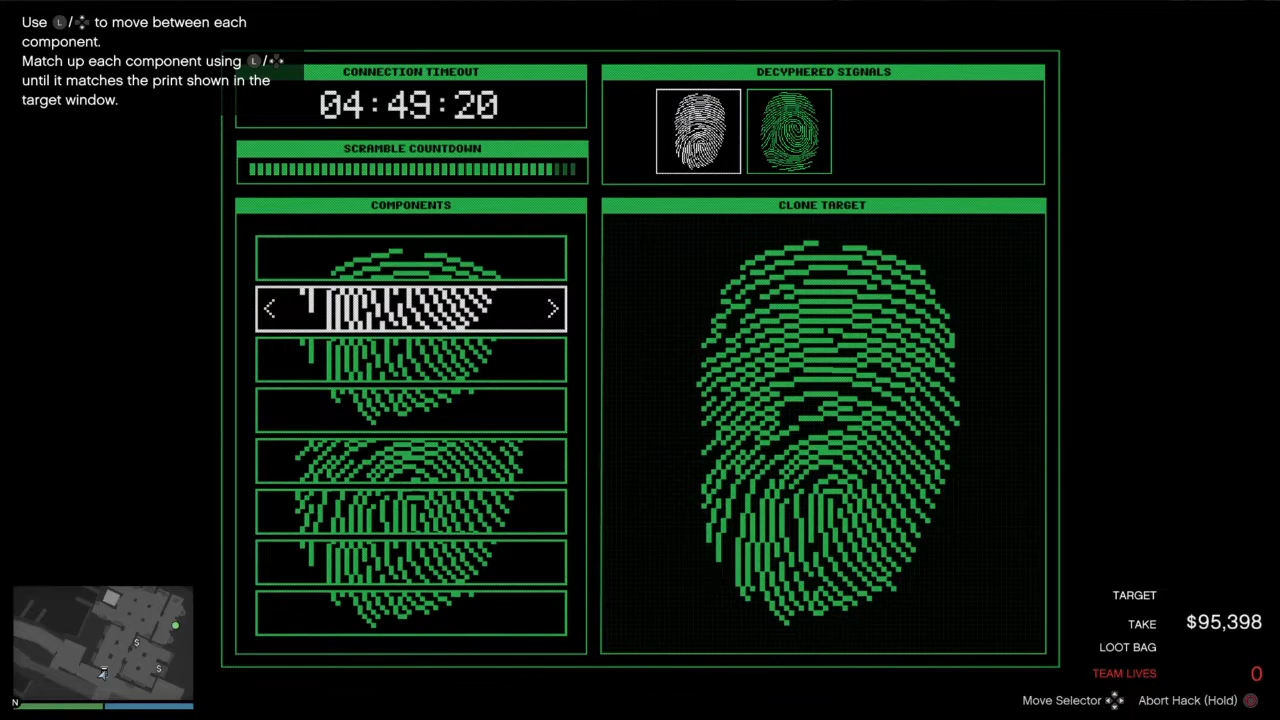 Use L/ to move between each
component.
Match up each component using L/
until it matches the print shown in the
target window.
CONNECTION TIMEOUT
04:49:20
SCRAMBLE COUNTDOWN
DECYPHERED SIGNALS
COMPONENTS
CLONE TARGET
N
S
S
TARGET
TAKE $95,398
LOOT BAG
TEAM LIVES 0
Move Selector Abort Hack (Hold)